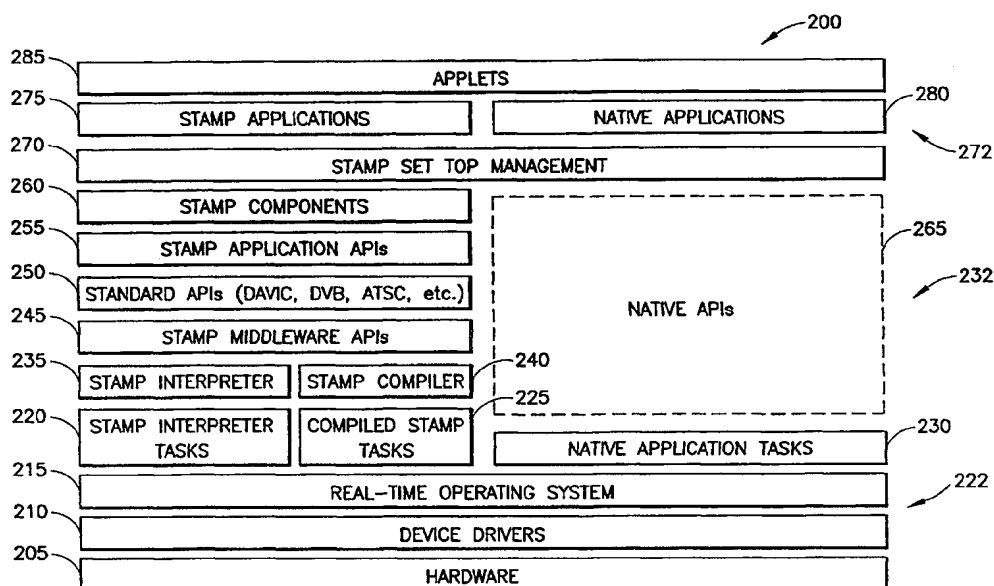 200
285
APPLETS
275
STAMP APPLICATIONS
NATIVE APPLICATIONS
280
272
270
STAMP SET TOP MANAGEMENT
260
STAMP COMPONENTS
255
STAMP APPLICATION APIs
265
250
STANDARD APIs (DAVIC, DVB, ATSC, etc.)
NATIVE APIs
232
245
STAMP MIDDLEWARE APIs
235
STAMP INTERPRETER
STAMP COMPILER
240
220
STAMP INTERPRETER
TASKS
COMPILED STAMP
TASKS
225
NATIVE APPLICATION TASKS
230
215
REAL-TIME OPERATING SYSTEM
222
210
DEVICE DRIVERS
205
HARDWARE